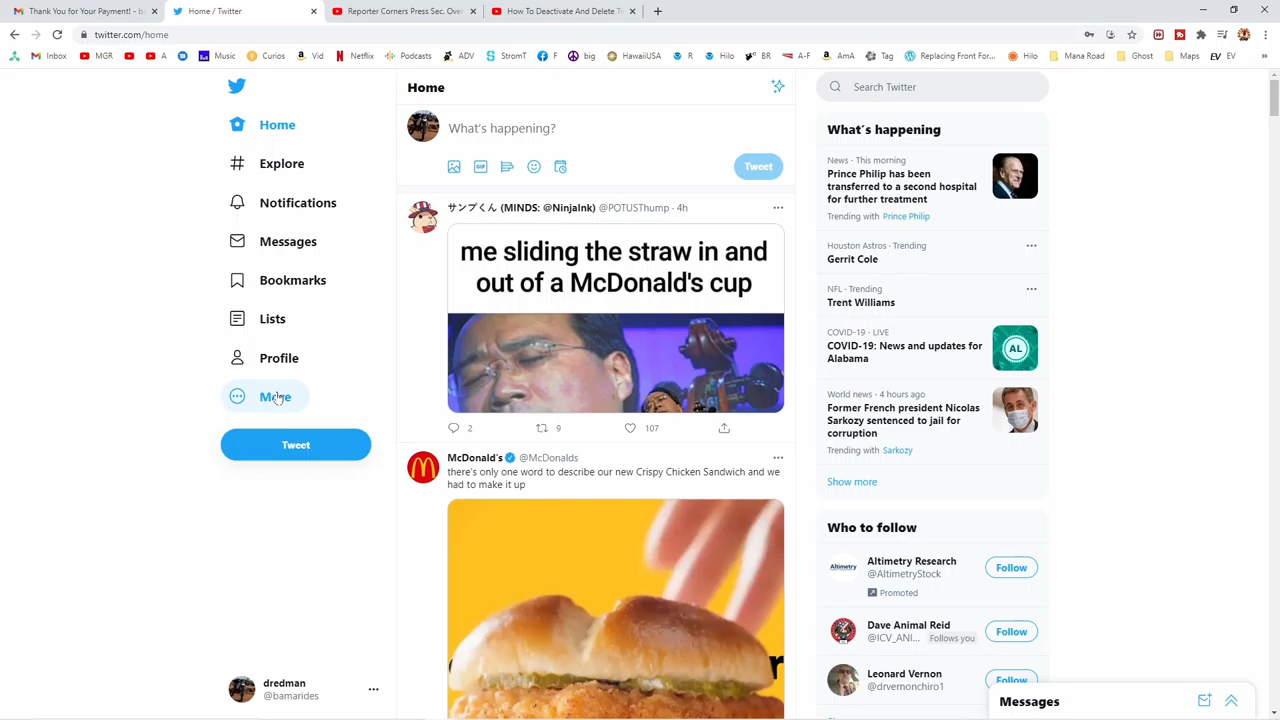 Thank You for Your Payment! – b
Home / Twitter
Reporter Corners Press Sec. Over
How To Deactivate And Delete T
twitter.com/home
Inbox
MGR
R
A
Music
Curios
Vid
Netflix
Podcasts
ADV
StromT
F
big
HawaiiUSA
R
Hilo
BR
A-F
AmA
Tag
Replacing Front For...
Hilo
Mana Road
Ghost
Maps
EV
EV
»
Home
Explore
Notifications
Messages
Bookmarks
Lists
Profile
More
Tweet
dredman
@bamarides
Home
What's happening?
GIF
Tweet
サンプくん (MINDS: @NinjaInk) @POTUSThump · 4h
me sliding the straw in and
out of a McDonald's cup
2
9
107
McDonald's @McDonalds
there's only one word to describe our new Crispy Chicken Sandwich and we
had to make it up
Search Twitter
What's happening
News · This morning
Prince Philip has been
transferred to a second hospital
for further treatment
Trending with Prince Philip
Houston Astros · Trending
Gerrit Cole
NFL · Trending
Trent Williams
COVID-19 · LIVE
COVID-19: News and updates for
Alabama
AL
World news · 4 hours ago
Former French president Nicolas
Sarkozy sentenced to jail for
corruption
Trending with Sarkozy
Show more
Who to follow
Altimetry
Altimetry Research
@AltimetryStock
Promoted
Follow
Dave Animal Reid
@ICV_ANI... Follows you
Follow
Leonard Vernon
@drvernonchiro1
Follow
Messages